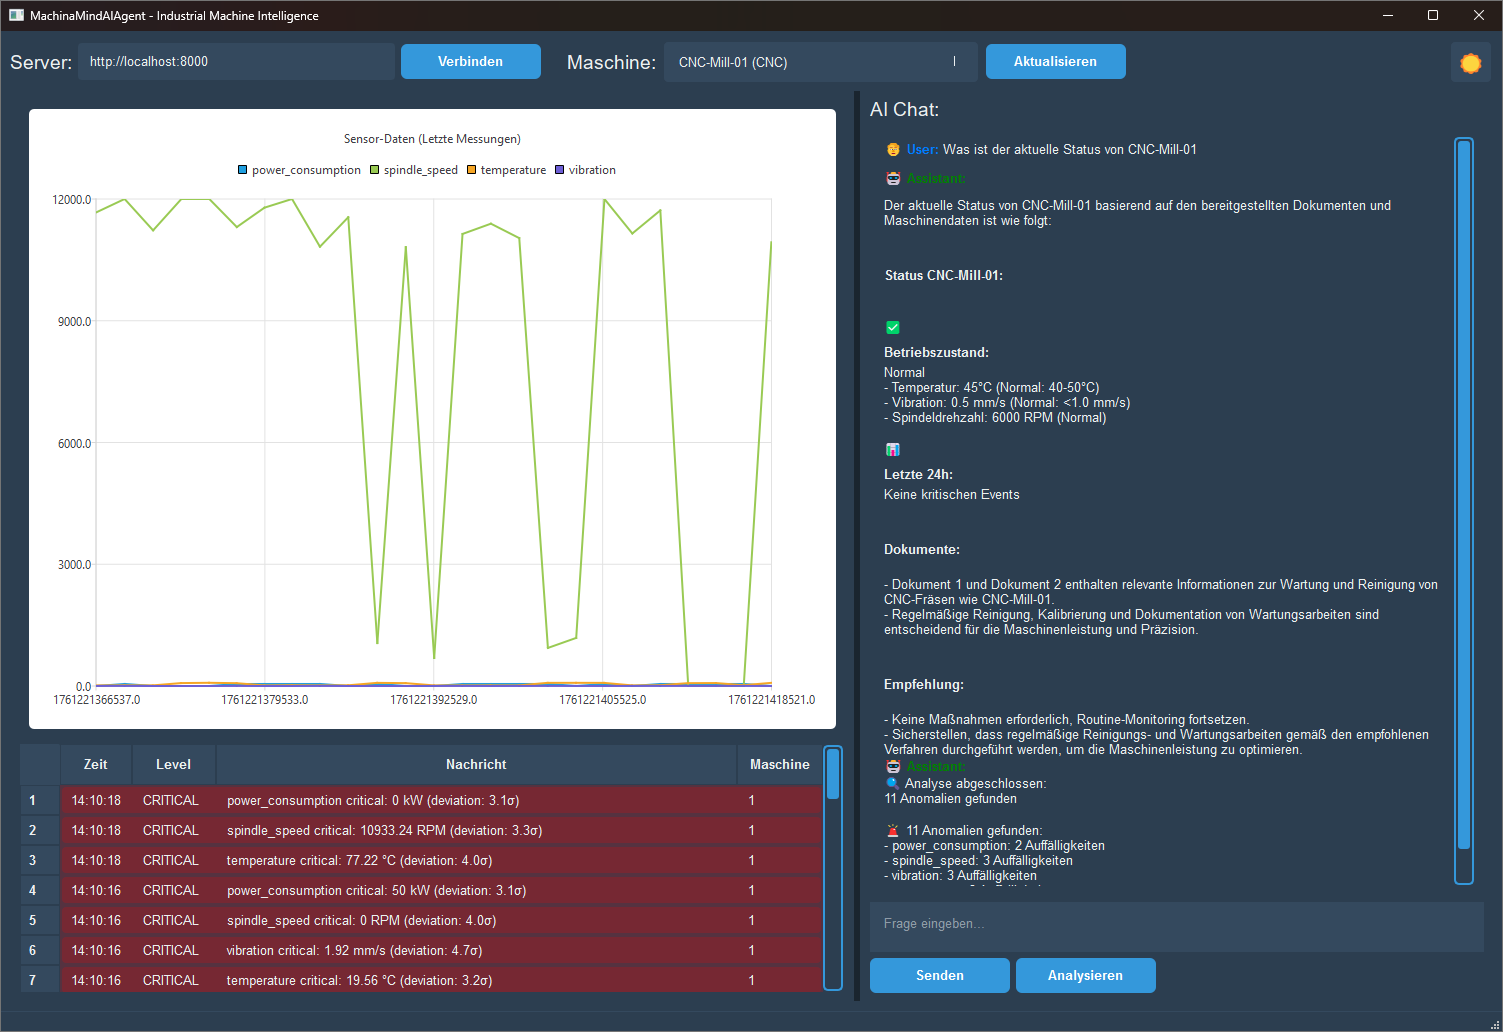 MachinaMindAIAgent - Industrial Machine Intelligence
Server: http://localhost:8000 Verbinden Maschine: CNC-Mill-01 (CNC) Aktualisieren
Sensor-Daten (Letzte Messungen)
power_consumption spindle_speed temperature vibration
12000.0
9000.0
6000.0
3000.0
0.0
1761221366537.0 1761221379533.0 1761221392529.0 1761221405525.0 1761221418521.0
Zeit Level Nachricht Maschine
1 14:10:18 CRITICAL power_consumption critical: 0 kW (deviation: 3.1σ) 1
2 14:10:18 CRITICAL spindle_speed critical: 10933.24 RPM (deviation: 3.3σ) 1
3 14:10:18 CRITICAL temperature critical: 77.22 °C (deviation: 4.0σ) 1
4 14:10:16 CRITICAL power_consumption critical: 50 kW (deviation: 3.1σ) 1
5 14:10:16 CRITICAL spindle_speed critical: 0 RPM (deviation: 4.0σ) 1
6 14:10:16 CRITICAL vibration critical: 1.92 mm/s (deviation: 4.7σ) 1
7 14:10:16 CRITICAL temperature critical: 19.56 °C (deviation: 3.2σ) 1
AI Chat:
User: Was ist der aktuelle Status von CNC-Mill-01
Assistant:
Der aktuelle Status von CNC-Mill-01 basierend auf den bereitgestellten Dokumenten und
Maschinendaten ist wie folgt:
Status CNC-Mill-01:
✅
Betriebszustand:
Normal
- Temperatur: 45°C (Normal: 40-50°C)
- Vibration: 0.5 mm/s (Normal: <1.0 mm/s)
- Spindeldrehzahl: 6000 RPM (Normal)
📊
Letzte 24h:
Keine kritischen Events
Dokumente:
- Dokument 1 und Dokument 2 enthalten relevante Informationen zur Wartung und Reinigung von
CNC-Fräsen wie CNC-Mill-01.
- Regelmäßige Reinigung, Kalibrierung und Dokumentation von Wartungsarbeiten sind
entscheidend für die Maschinenleistung und Präzision.
Empfehlung:
- Keine Maßnahmen erforderlich, Routine-Monitoring fortsetzen.
- Sicherstellen, dass regelmäßige Reinigungs- und Wartungsarbeiten gemäß den empfohlenen
Verfahren durchgeführt werden, um die Maschinenleistung zu optimieren.
Assistant:
🔍 Analyse abgeschlossen:
11 Anomalien gefunden
🚨 11 Anomalien gefunden:
- power_consumption: 2 Auffälligkeiten
- spindle_speed: 3 Auffälligkeiten
- vibration: 3 Auffälligkeiten
Frage eingeben...
Senden Analysieren